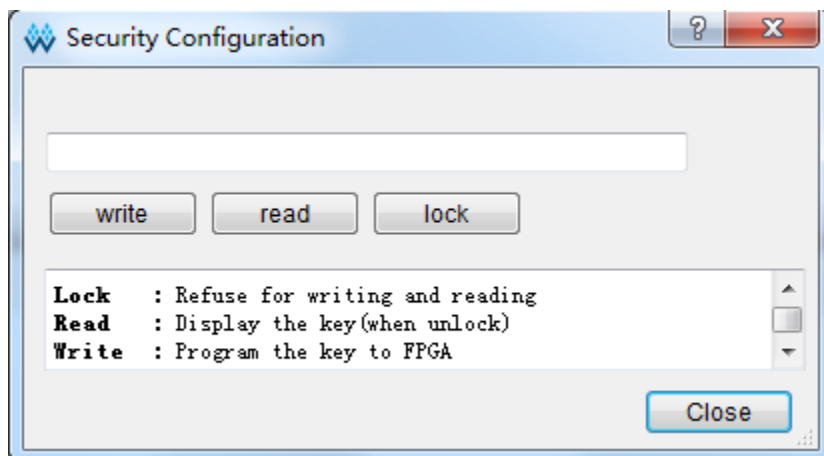 Security Configuration
write read lock
Lock : Refuse for writing and reading
Read : Display the key(when unlock)
Write : Program the key to FPGA
Close